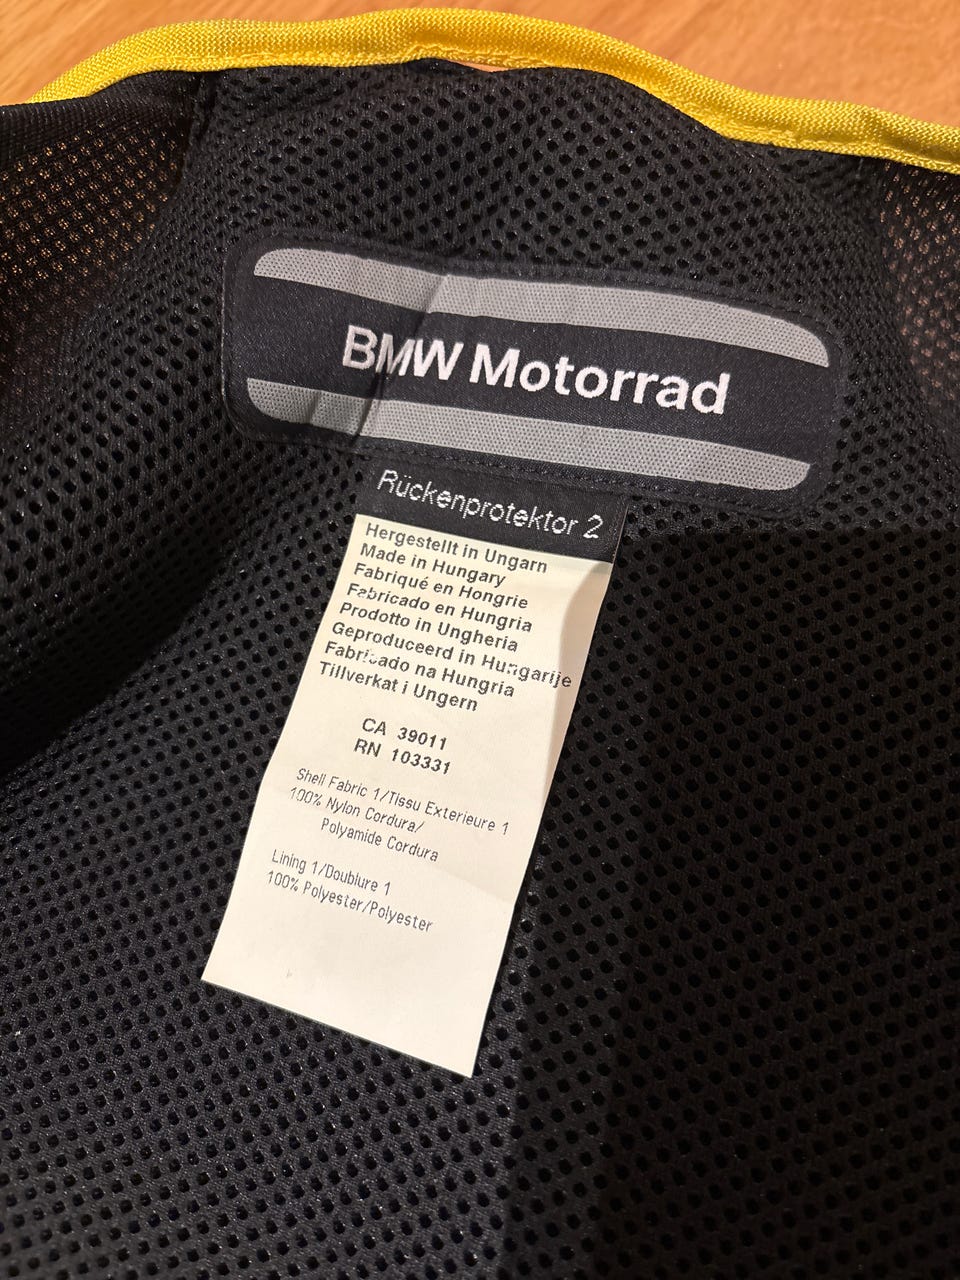 BMW Motorrad
Rückenprotektor 2
Hergestellt in Ungarn
Made in Hungary
Fabriqué en Hongrie
Fabricado en Hungria
Prodotto in Ungheria
Geproduceerd in Hungarije
Fabricado na Hungria
Tillverkat i Ungern
CA 39011
RN 103331
Shell Fabric 1/Tissu Exterieure 1
100% Nylon Cordura/
Polyamide Cordura
Lining 1/Doublure 1
100% Polyester/Polyester